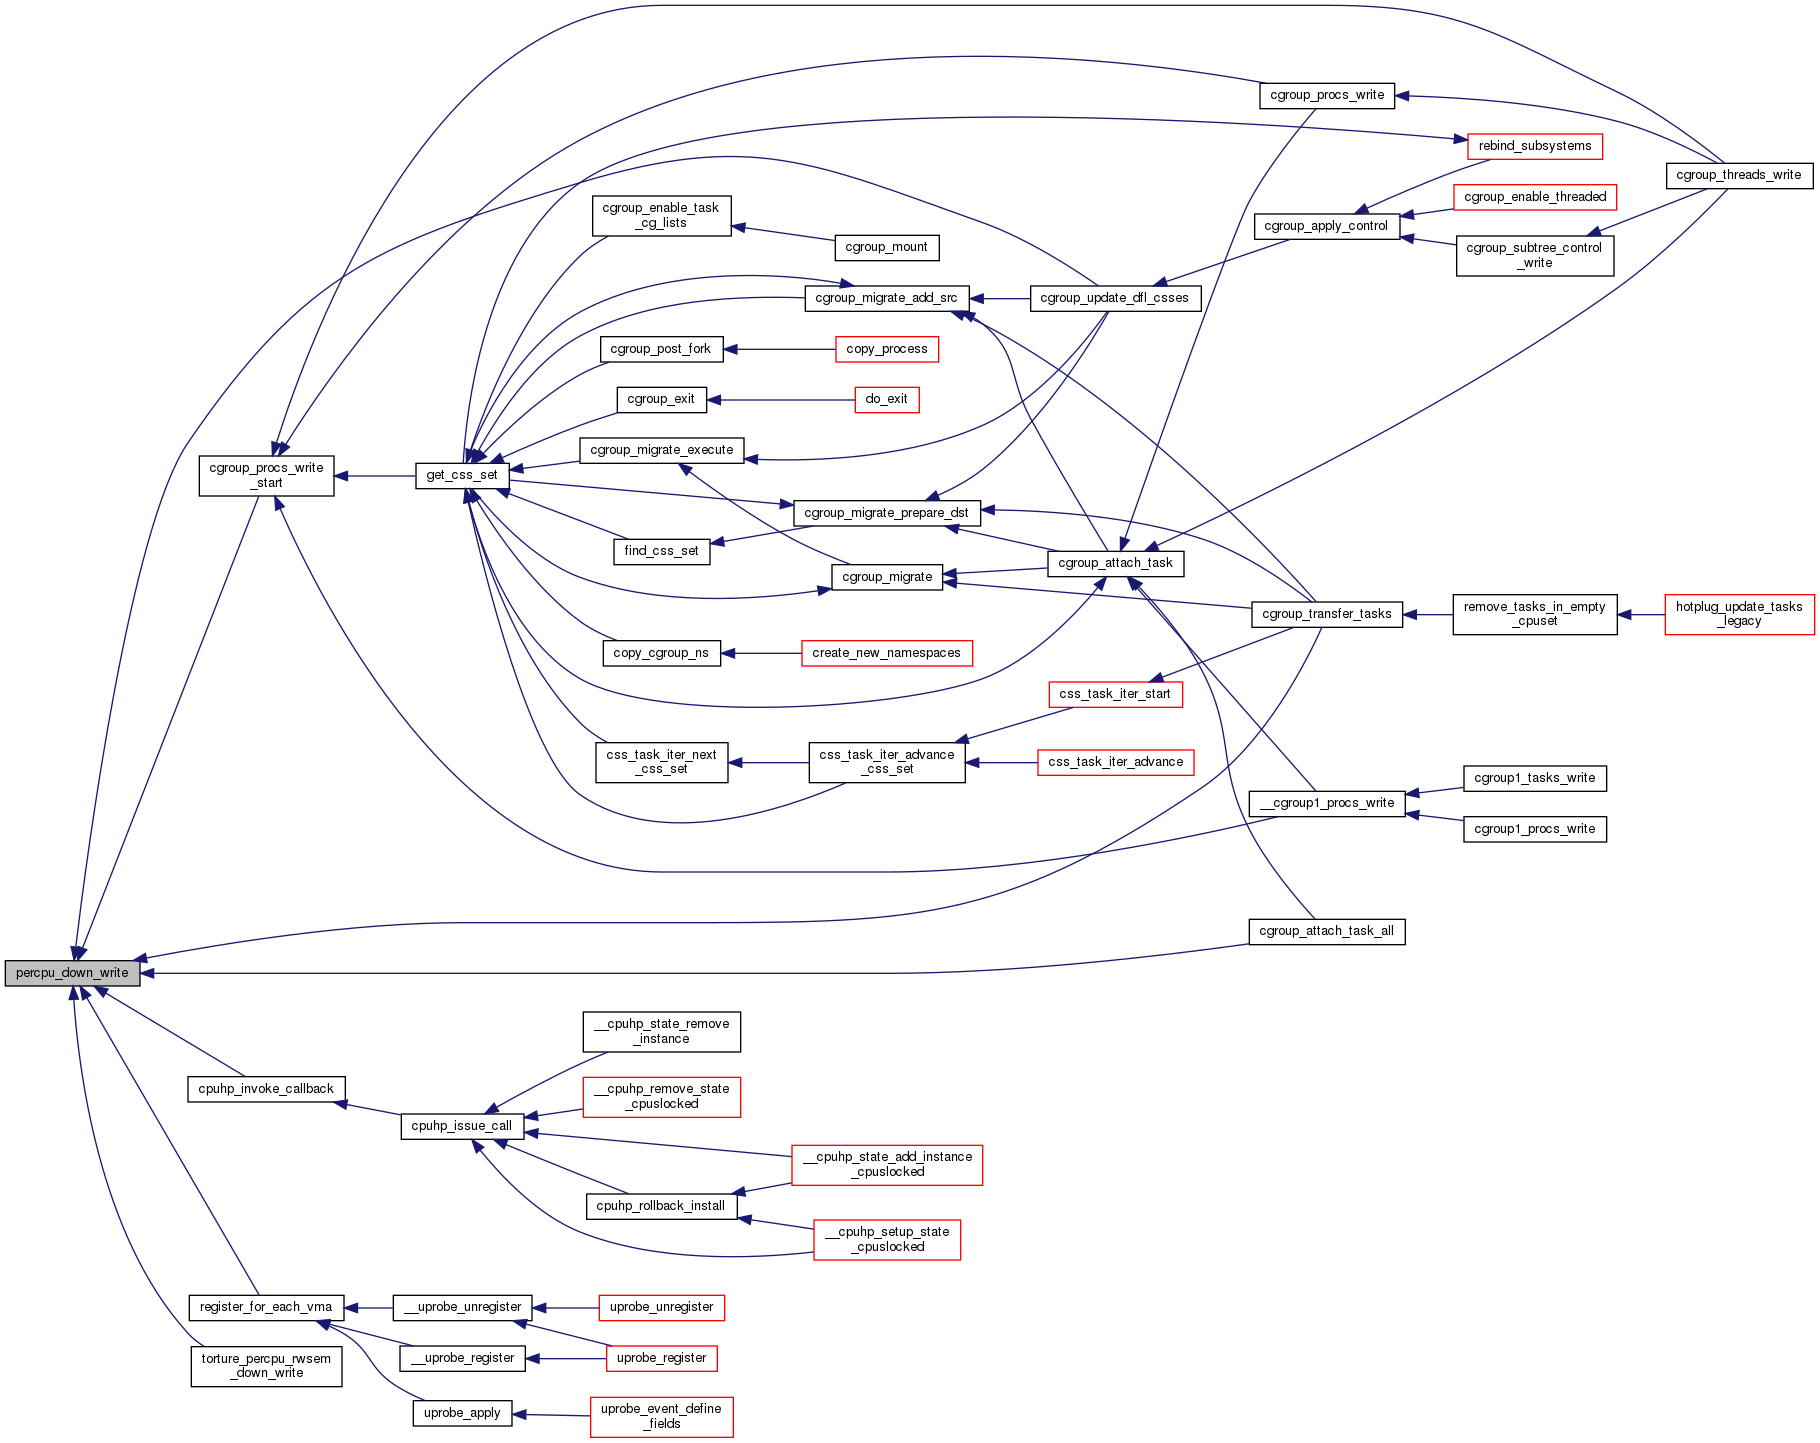 cgroup_procs_write
rebind_subsystems
cgroup_threads_write
cgroup_enable_threaded
cgroup_enable_task
_cg_lists
cgroup_apply_control
cgroup_mount
cgroup_subtree_control
_write
cgroup_migrate_add_src
cgroup_update_dfl_csses
cgroup_post_fork
copy_process
cgroup_exit
do_exit
cgroup_migrate_execute
cgroup_procs_write
_start
get_css_set
cgroup_migrate_prepare_dst
find_css_set
cgroup_attach_task
cgroup_migrate
cgroup_transfer_tasks
remove_tasks_in_empty
_cpuset
hotplug_update_tasks
_legacy
copy_cgroup_ns
create_new_namespaces
css_task_iter_start
css_task_iter_next
_css_set
css_task_iter_advance
_css_set
css_task_iter_advance
cgroup1_tasks_write
__cgroup1_procs_write
cgroup1_procs_write
cgroup_attach_task_all
percpu_down_write
__cpuhp_state_remove
_instance
cpuhp_invoke_callback
__cpuhp_remove_state
_cpuslocked
cpuhp_issue_call
__cpuhp_state_add_instance
_cpuslocked
cpuhp_rollback_install
__cpuhp_setup_state
_cpuslocked
register_for_each_vma
__uprobe_unregister
uprobe_unregister
torture_percpu_rwsem
_down_write
__uprobe_register
uprobe_register
uprobe_apply
uprobe_event_define
_fields